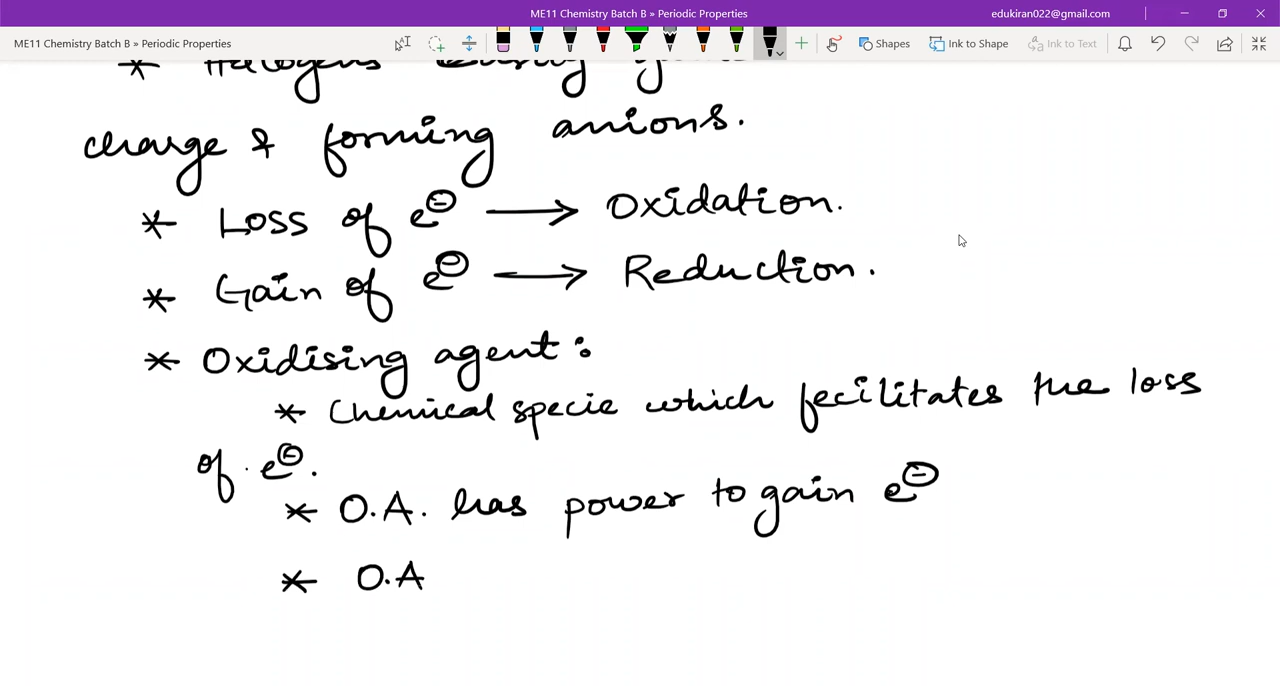 ME11 Chemistry Batch B » Periodic Properties
edukiran022@gmail.com
ME11 Chemistry Batch B » Periodic Properties
Shapes
Ink to Shape
Ink to Text
* Halogens
charge & forming anions.
* Loss of e⊖ ⟶ Oxidation.
* Gain of e⊖ ⟶ Reduction.
* Oxidising agent :
* Chemical specie which fecilitates the loss
of e⊖.
* O.A. has power to gain e⊖
* O.A